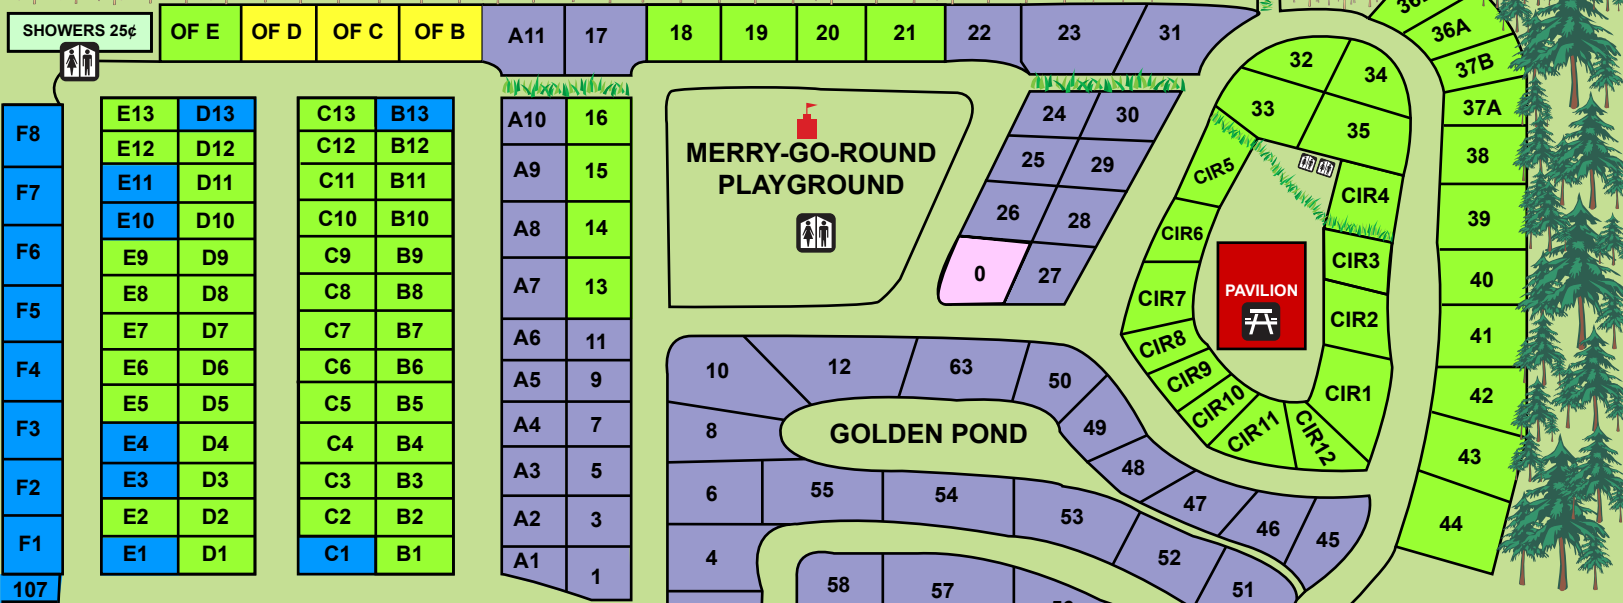 SHOWERS 25¢
OF E
OF D
OF C
OF B
A11
17
18
19
20
21
22
23
31
F8
F7
F6
F5
F4
F3
F2
F1
107
E13
D13
E12
D12
E11
D11
E10
D10
E9
D9
E8
D8
E7
D7
E6
D6
E5
D5
E4
D4
E3
D3
E2
D2
E1
D1
C13
B13
C12
B12
C11
B11
C10
B10
C9
B9
C8
B8
C7
B7
C6
B6
C5
B5
C4
B4
C3
B3
C2
B2
C1
B1
A10
16
A9
15
A8
14
A7
13
A6
11
A5
9
A4
7
A3
5
A2
3
A1
1
MERRY-GO-ROUND
PLAYGROUND
24
30
25
29
26
28
0
27
10
12
63
50
8
GOLDEN POND
49
48
6
55
54
53
47
46
45
4
52
51
58
57
32
34
33
35
CIR5
CIR4
CIR6
CIR3
CIR7
CIR2
CIR8
CIR9
CIR10
CIR11
CIR12
CIR1
PAVILION
36A
37B
37A
38
39
40
41
42
43
44